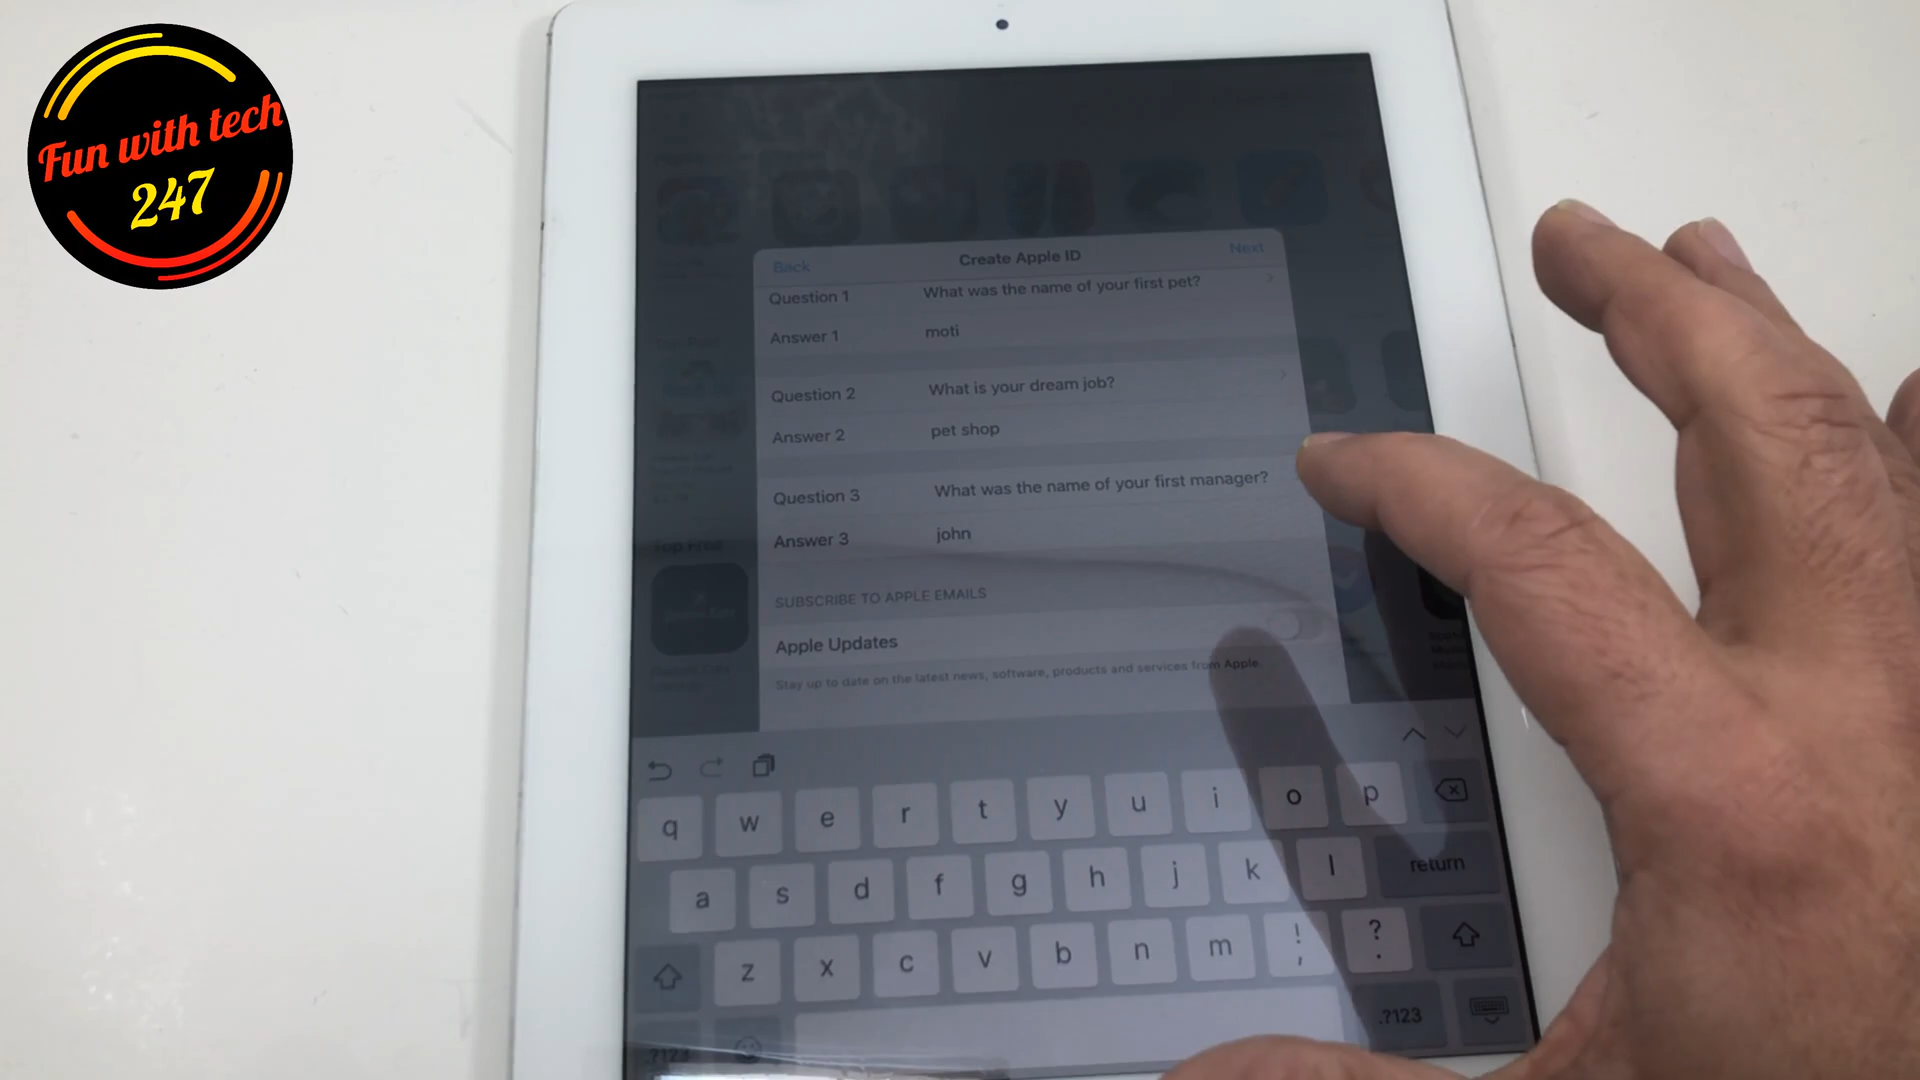 Fun with tech
247
Back
Create Apple ID
Next
Question 1
What was the name of your first pet?
Answer 1
moti
Question 2
What is your dream job?
Answer 2
pet shop
Question 3
What was the name of your first manager?
Answer 3
john
SUBSCRIBE TO APPLE EMAILS
Apple Updates
Stay up to date on the latest news, software, products and services from Apple.
Top Free
q w e r t y u i o p
a s d f g h j k l return
z x c v b n m ! , ? .
.?123
.?123